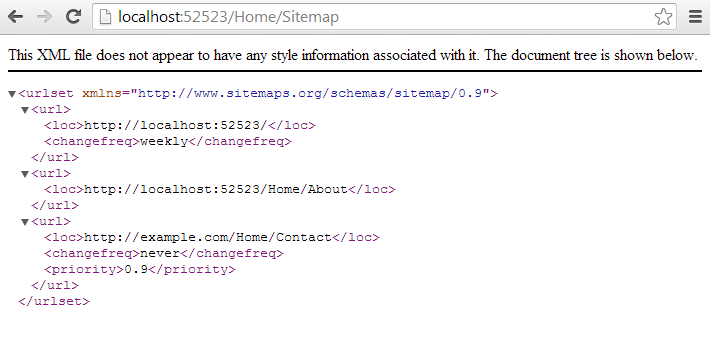 localhost:52523/Home/Sitemap
This XML file does not appear to have any style information associated with it. The document tree is shown below.
▼<urlset xmlns="http://www.sitemaps.org/schemas/sitemap/0.9">
▼<url>
<loc>http://localhost:52523/</loc>
<changefreq>weekly</changefreq>
</url>
▼<url>
<loc>http://localhost:52523/Home/About</loc>
</url>
▼<url>
<loc>http://example.com/Home/Contact</loc>
<changefreq>never</changefreq>
<priority>0.9</priority>
</url>
</urlset>